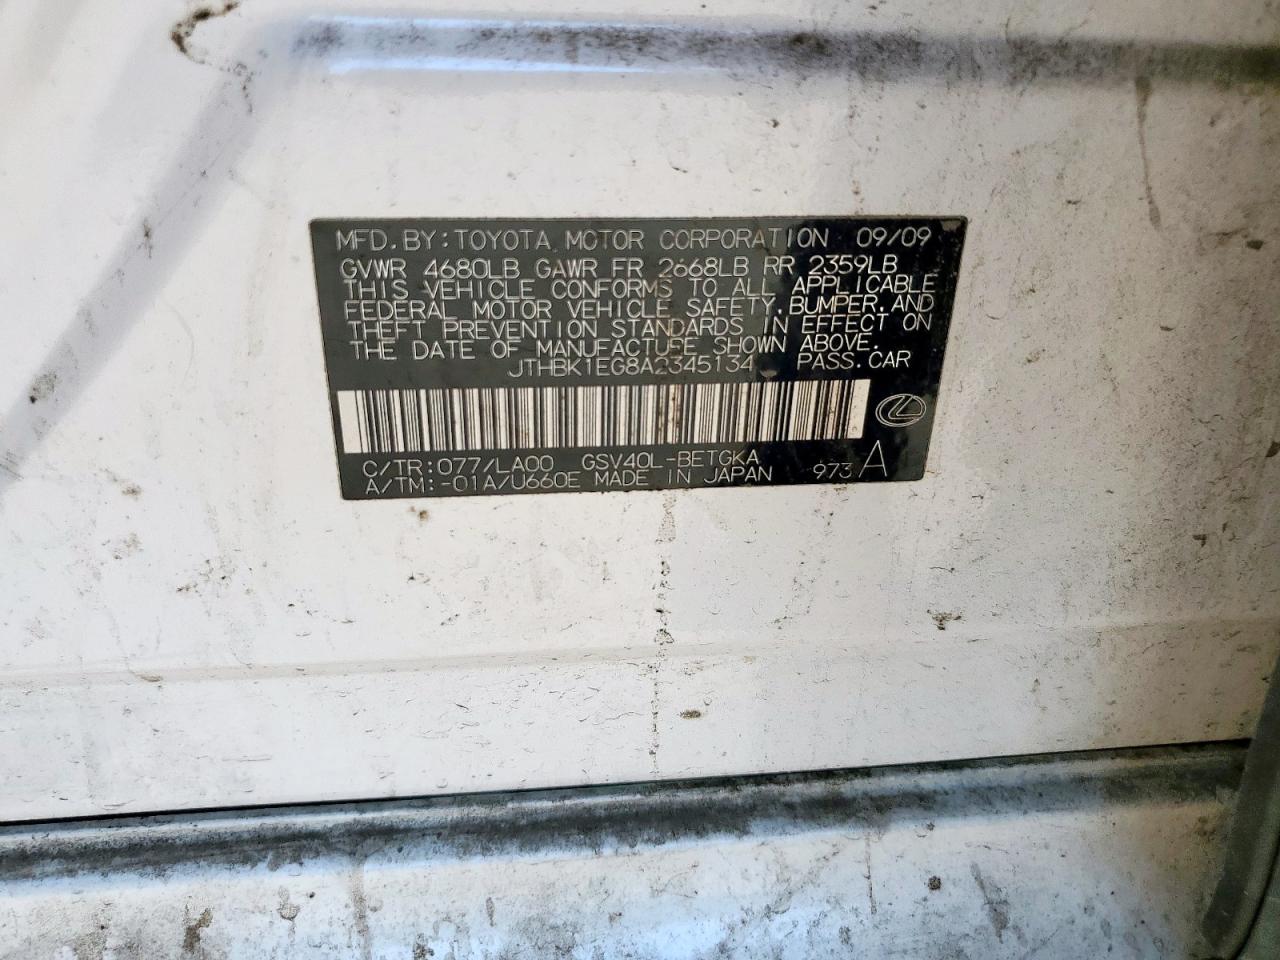 MFD.BY:TOYOTA MOTOR CORPORATION 09/09
GVWR 4680LB GAWR FR 2668LB RR 2359LB
THIS VEHICLE CONFORMS TO ALL APPLICABLE
FEDERAL MOTOR VEHICLE SAFETY,BUMPER,AND
THEFT PREVENTION STANDARDS IN EFFECT ON
THE DATE OF MANUFACTURE SHOWN ABOVE.
JTHBK1EG8A2345134 PASS.CAR
C/TR:077/LA00 GSV40L-BETGKA
A/TM:-01A/U660E MADE IN JAPAN 973 A